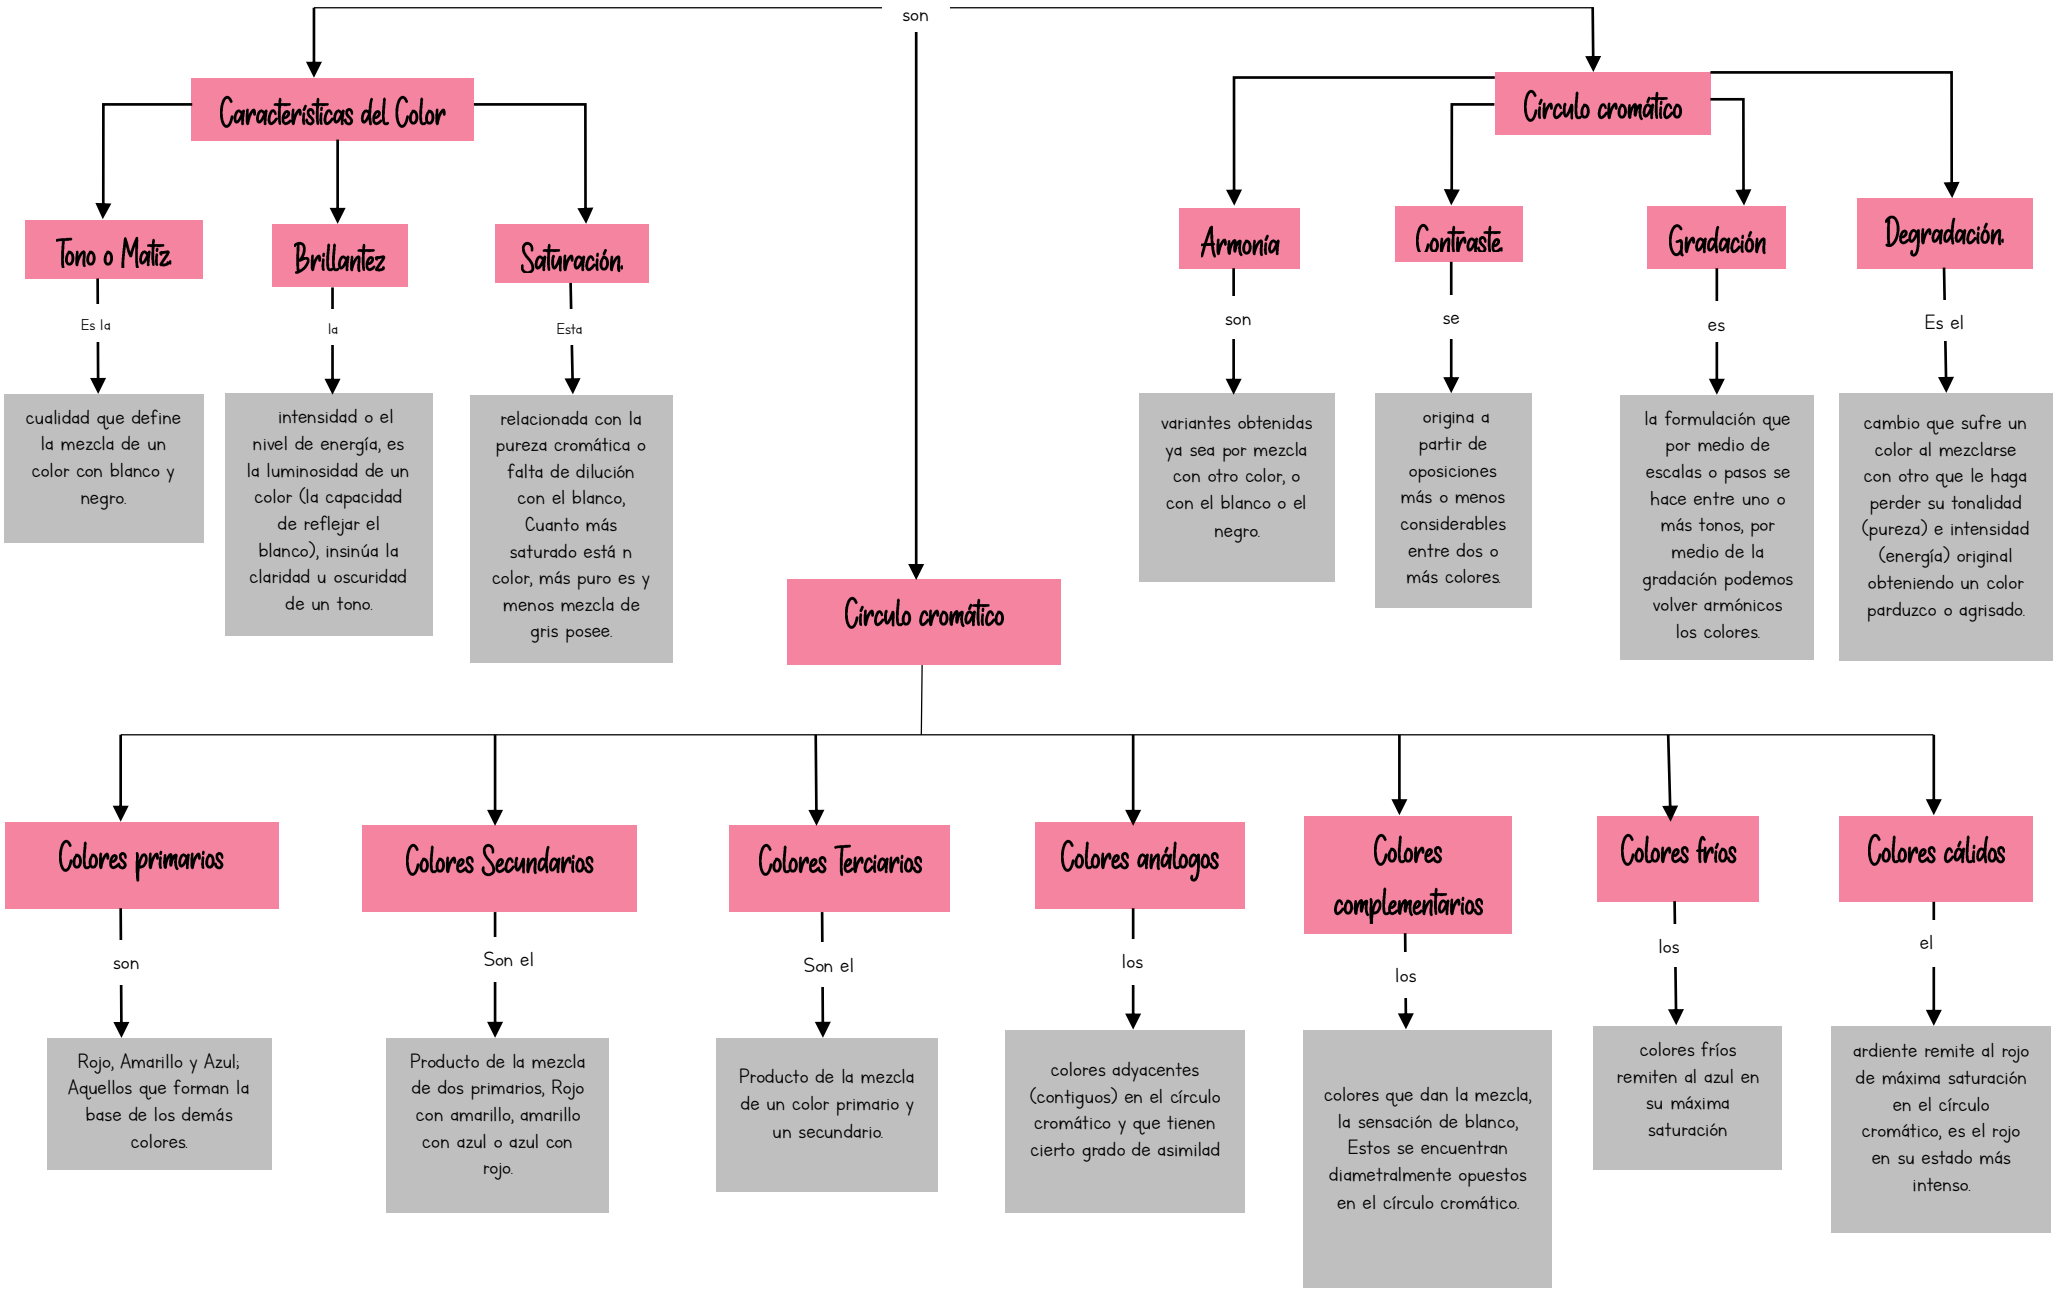 son
Características del Color
Círculo cromático
Tono o Matiz.
Brillantez
Saturación.
Armonía
Contraste.
Gradación
Degradación.
Es la
la
Esta
son
se
es
Es el
cualidad que define
la mezcla de un
color con blanco y
negro.
intensidad o el
nivel de energía, es
la luminosidad de un
color (la capacidad
de reflejar el
blanco), insinúa la
claridad u oscuridad
de un tono.
relacionada con la
pureza cromática o
falta de dilución
con el blanco,
Cuanto más
saturado está n
color, más puro es y
menos mezcla de
gris posee.
variantes obtenidas
ya sea por mezcla
con otro color, o
con el blanco o el
negro.
origina a
partir de
oposiciones
más o menos
considerables
entre dos o
más colores.
la formulación que
por medio de
escalas o pasos se
hace entre uno o
más tonos, por
medio de la
gradación podemos
volver armónicos
los colores.
cambio que sufre un
color al mezclarse
con otro que le haga
perder su tonalidad
(pureza) e intensidad
(energía) original
obteniendo un color
parduzco o agrisado.
Círculo cromático
Colores primarios
Colores Secundarios
Colores Terciarios
Colores análogos
Colores
complementarios
Colores fríos
Colores cálidos
son
Son el
Son el
los
los
los
el
Rojo, Amarillo y Azul;
Aquellos que forman la
base de los demás
colores.
Producto de la mezcla
de dos primarios, Rojo
con amarillo, amarillo
con azul o azul con
rojo.
Producto de la mezcla
de un color primario y
un secundario.
colores adyacentes
(contiguos) en el círculo
cromático y que tienen
cierto grado de asimilad
colores que dan la mezcla,
la sensación de blanco,
Estos se encuentran
diametralmente opuestos
en el círculo cromático.
colores fríos
remiten al azul en
su máxima
saturación
ardiente remite al rojo
de máxima saturación
en el círculo
cromático, es el rojo
en su estado más
intenso.